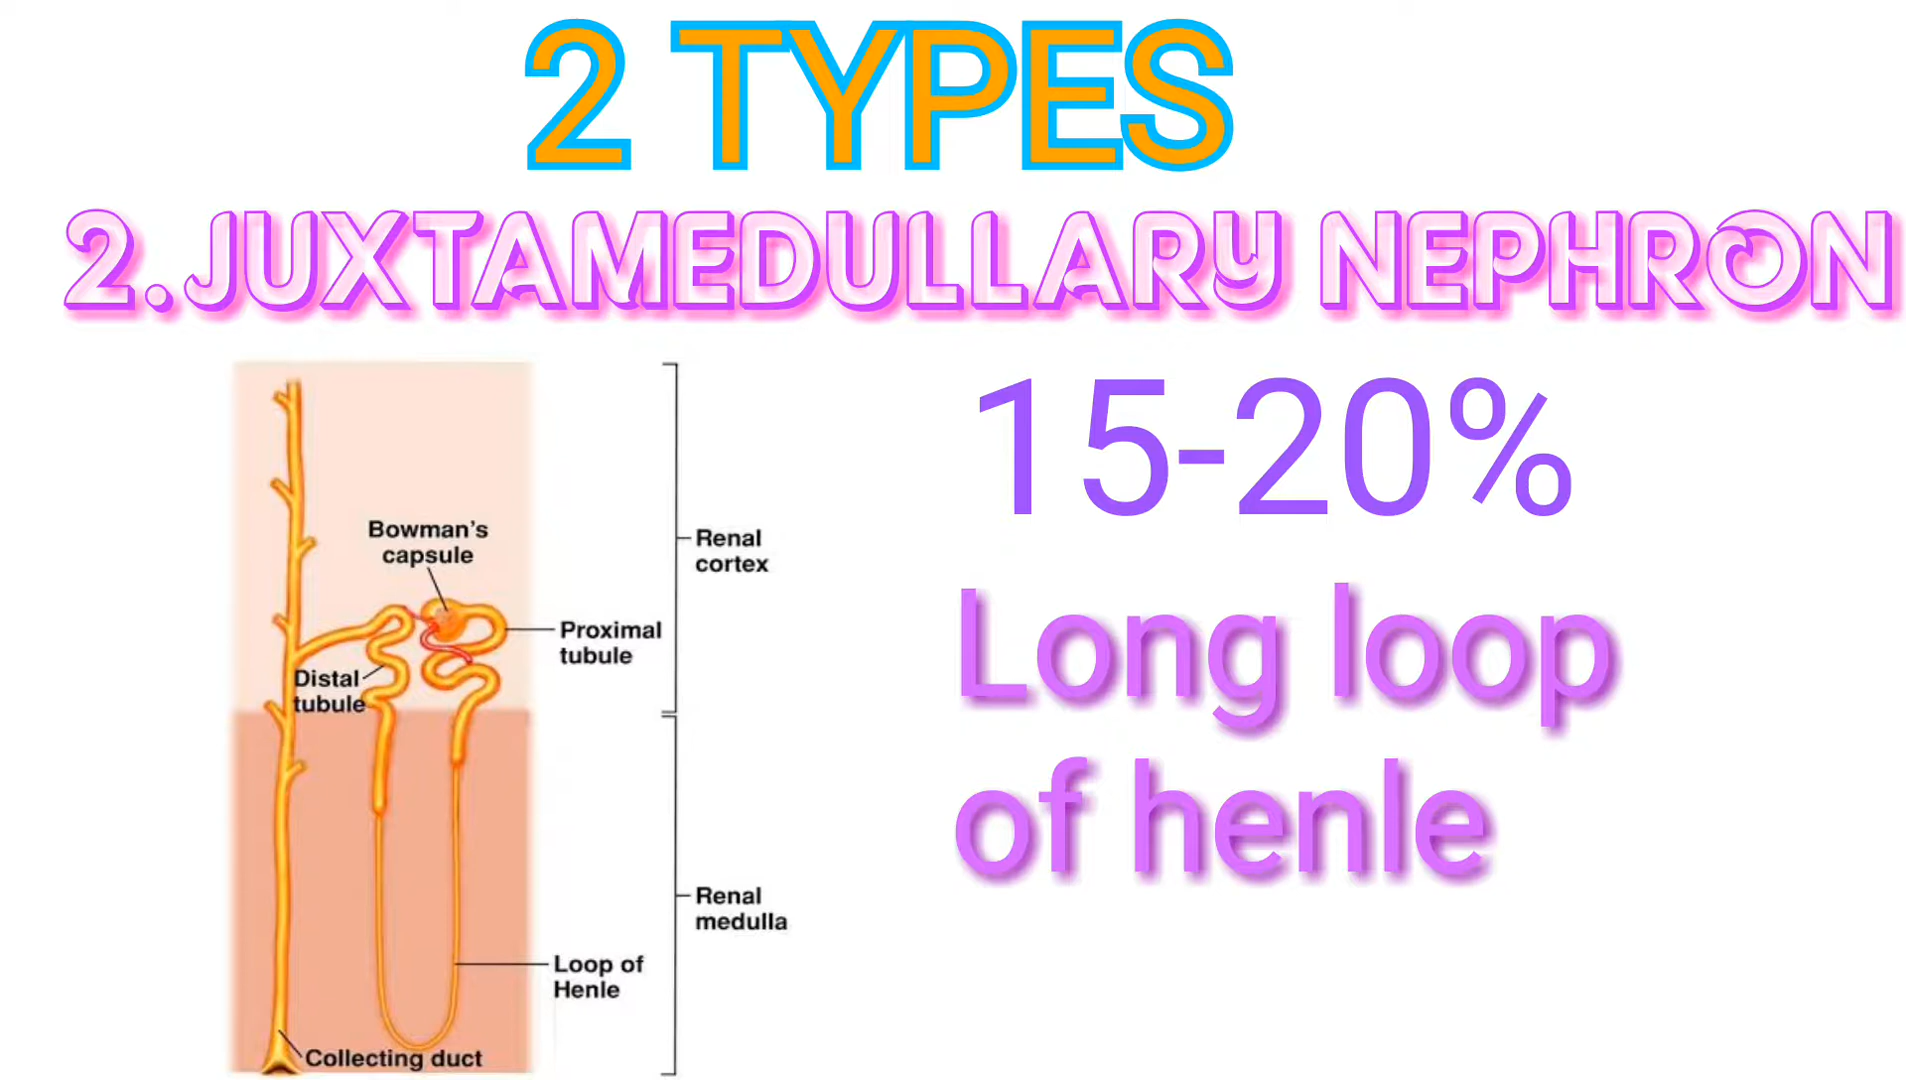 2 TYPES
2.JUXTAMEDULLARY NEPHRON
15-20%
Long loop
of henle
Bowman's
capsule
Renal
cortex
Proximal
tubule
Distal
tubule
Renal
medulla
Loop of
Henle
Collecting duct